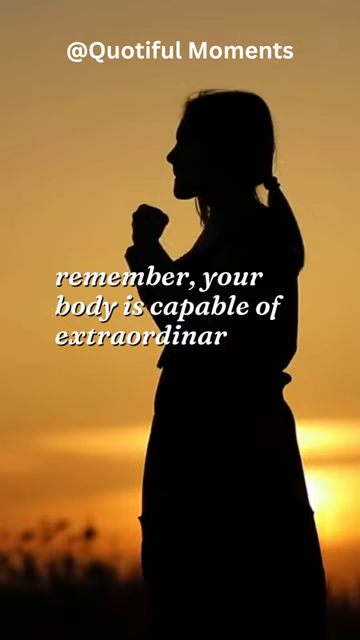 @Quotiful Moments
remember, your
body is capable of
extraordinar